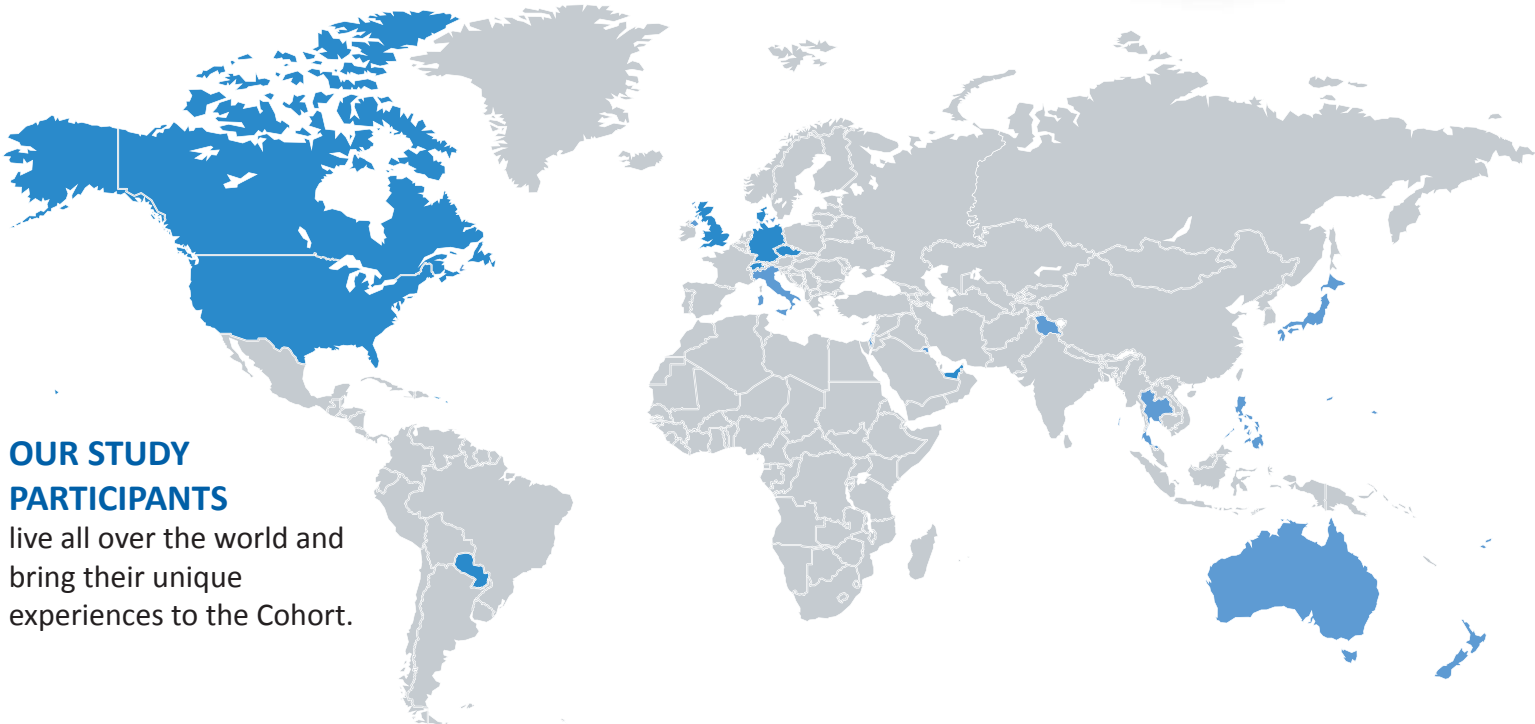 OUR STUDY
PARTICIPANTS
live all over the world and
bring their unique
experiences to the Cohort.